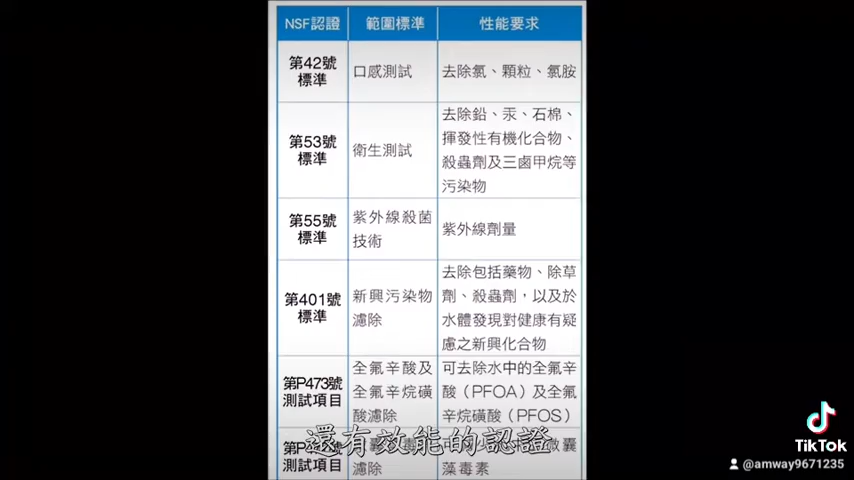 NSF認證 範圍標準 性能要求
第42號
標準
口感測試
去除氯、顆粒、氯胺
第53號
標準
衛生測試
去除鉛、汞、石棉、
揮發性有機化合物、
殺蟲劑及三鹵甲烷等
污染物
第55號
標準
紫外線殺菌
技術
紫外線劑量
第401號
標準
新興污染物
濾除
去除包括藥物、除草
劑、殺蟲劑，以及於
水體發現對健康有疑
慮之新興化合物
第P473號
測試項目
全氟辛酸及
全氟辛烷磺
酸濾除
可去除水中的全氟辛
酸（PFOA）及全氟
辛烷磺酸（PFOS）
測試項目
濾除
藻毒素
還有效能的認證
TikTok
@amway9671235